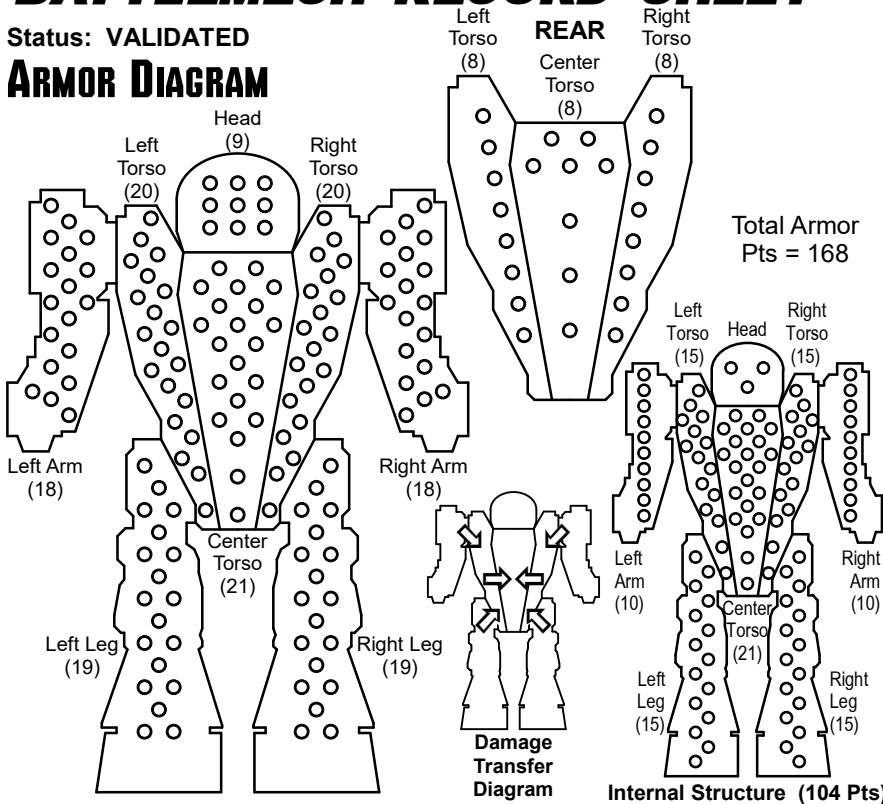 BATTLEMECH RECORD SHEET
Status: VALIDATED
ARMOR DIAGRAM
Left
Torso
(8)
REAR
Right
Torso
(8)
Center
Torso
(8)
Head
(9)
Left
Torso
(20)
Right
Torso
(20)
Total Armor
Pts = 168
Left Arm
(18)
Right Arm
(18)
Center
Torso
(21)
Left Leg
(19)
Right Leg
(19)
Damage
Transfer
Diagram
Left
Torso
(15)
Head
Right
Torso
(15)
Left
Arm
(10)
Right
Arm
(10)
Center
Torso
(21)
Left
Leg
(15)
Right
Leg
(15)
Internal Structure (104 Pts)